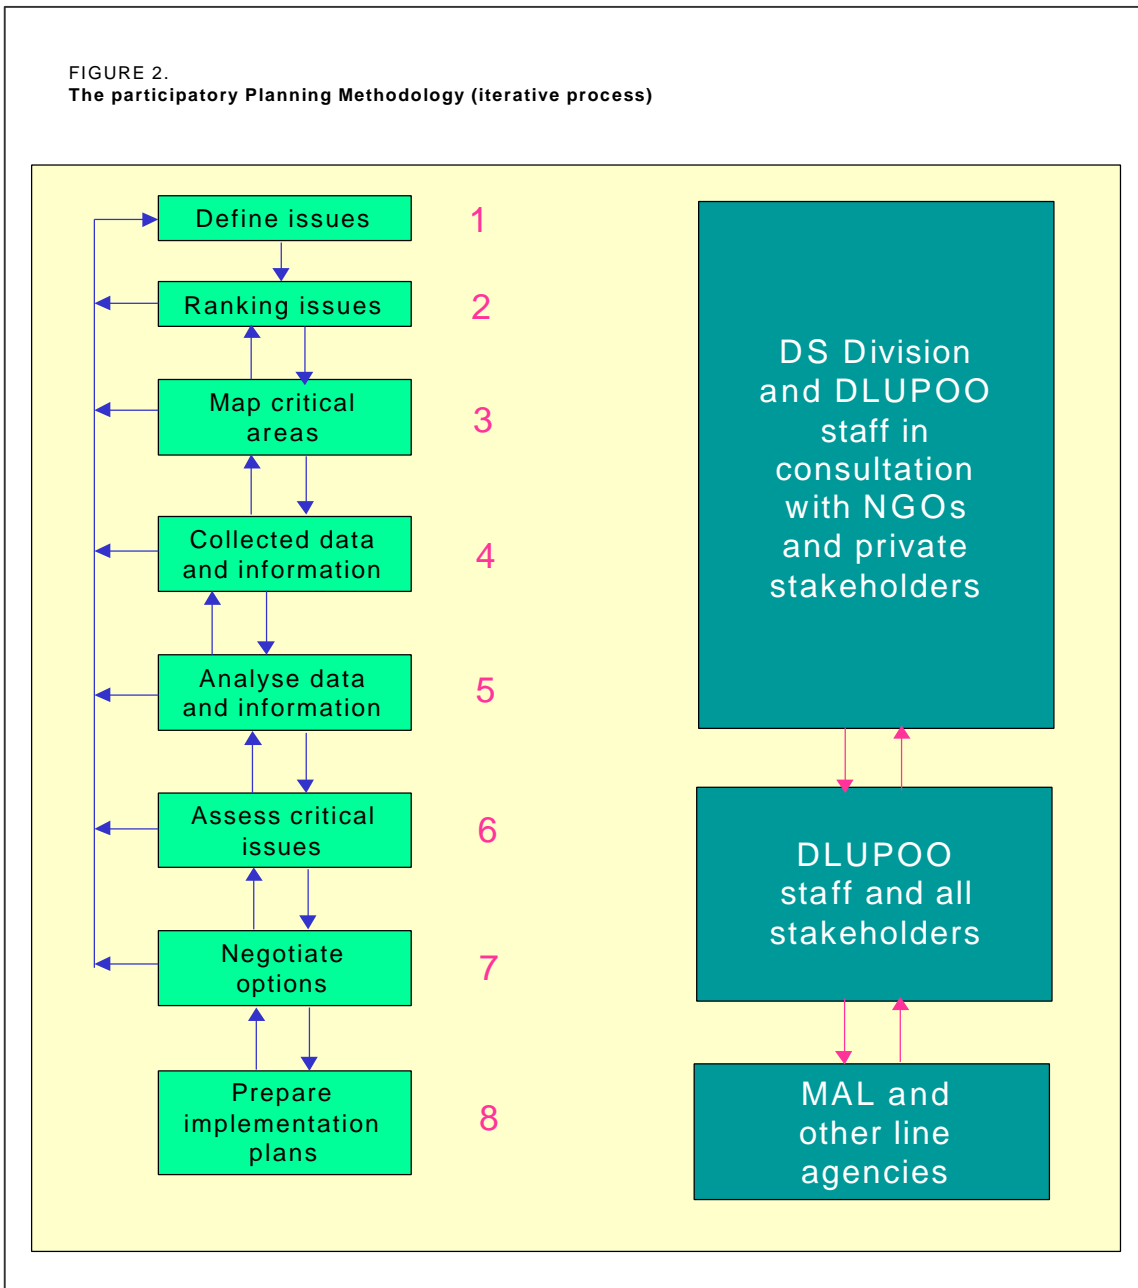 FIGURE 2.
The participatory Planning Methodology (iterative process)
Define issues
1
Ranking issues
2
Map critical
areas
3
Collected data
and information
4
Analyse data
and information
5
Assess critical
issues
6
Negotiate
options
7
Prepare
implementation
plans
8
DS Division
and DLUPOO
staff in
consultation
with NGOs
and private
stakeholders
DLUPOO
staff and all
stakeholders
MAL and
other line
agencies